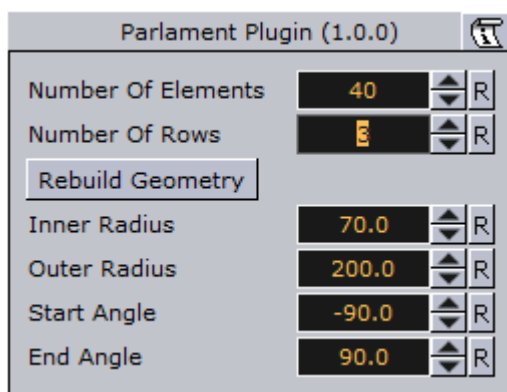 Parlament Plugin (1.0.0)
Number Of Elements 40 R
Number Of Rows 3 R
Rebuild Geometry
Inner Radius 70.0 R
Outer Radius 200.0 R
Start Angle -90.0 R
End Angle 90.0 R